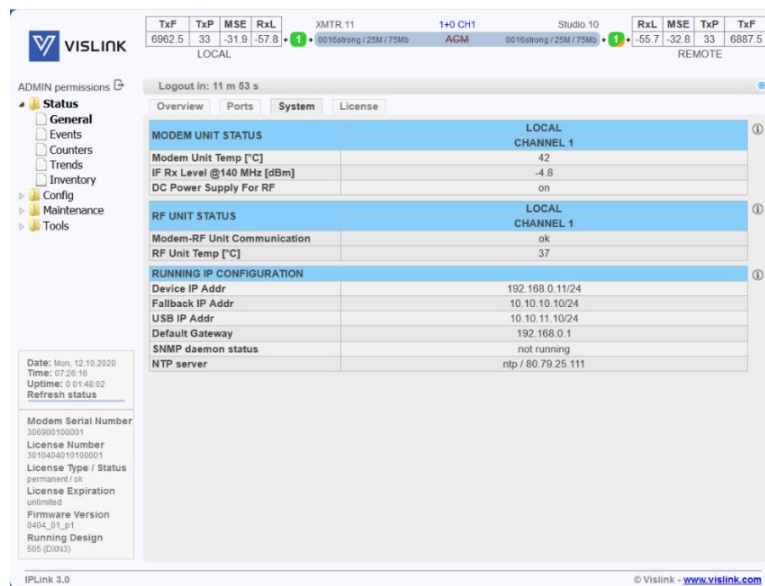 VISLINK
TxF TxP MSE RxL XMTR.11 1+0 CH1 Studio.10 RxL MSE TxP TxF
6962.5 33 -31.9 -57.8 1 0016strong / 25M / 75Mb ACM 0016strong / 25M / 75Mb 1 -55.7 -32.8 33 6887.5
LOCAL REMOTE
ADMIN permissions
Logout in: 11 m 53 s
Status
General
Events
Counters
Trends
Inventory
Config
Maintenance
Tools
Overview Ports System License
MODEM UNIT STATUS LOCAL
CHANNEL 1
Modem Unit Temp [°C] 42
IF Rx Level @140 MHz [dBm] -4.8
DC Power Supply For RF on
RF UNIT STATUS LOCAL
CHANNEL 1
Modem-RF Unit Communication ok
RF Unit Temp [°C] 37
RUNNING IP CONFIGURATION
Device IP Addr 192.168.0.11/24
Fallback IP Addr 10.10.10.10/24
USB IP Addr 10.10.11.10/24
Default Gateway 192.168.0.1
SNMP daemon status not running
NTP server ntp / 80.79.25.111
Date: Mon, 12.10.2020
Time: 07:26:16
Uptime: 0 01:48:02
Refresh status
Modem Serial Number
306900100001
License Number
3010404010100001
License Type / Status
permanent / ok
License Expiration
unlimited
Firmware Version
0404_01_p1
Running Design
505 (DXN3)
IPLink 3.0 © Vislink - www.vislink.com